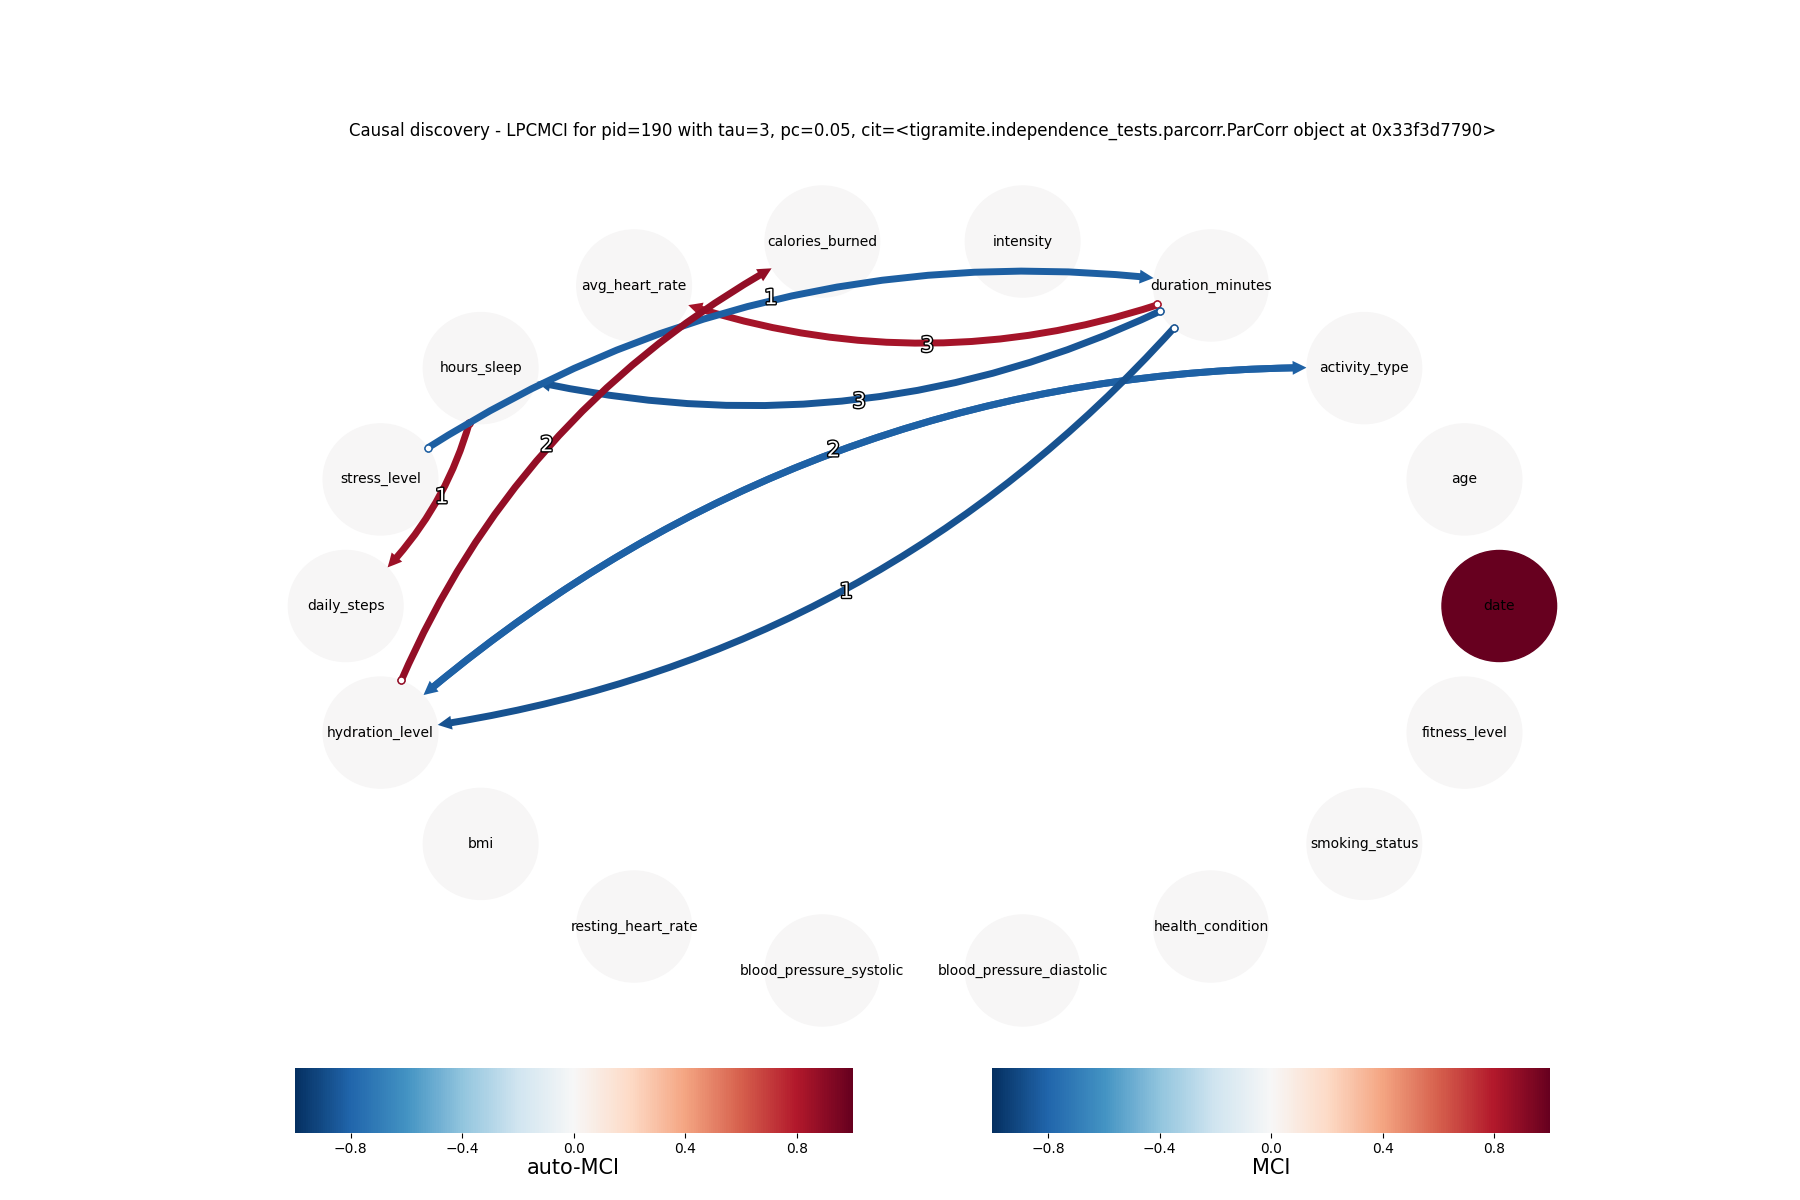 Causal discovery - LPCMCI for pid=190 with tau=3, pc=0.05, cit=<tigramite.independence_tests.parcorr.ParCorr object at 0x33f3d7790>
calories_burned
intensity
avg_heart_rate
duration_minutes
1
3
hours_sleep
activity_type
3
2
2
stress_level
age
1
daily_steps
date
1
hydration_level
fitness_level
bmi
smoking_status
resting_heart_rate
health_condition
blood_pressure_systolic
blood_pressure_diastolic
−0.8 −0.4 0.0 0.4 0.8
auto-MCI
−0.8 −0.4 0.0 0.4 0.8
MCI